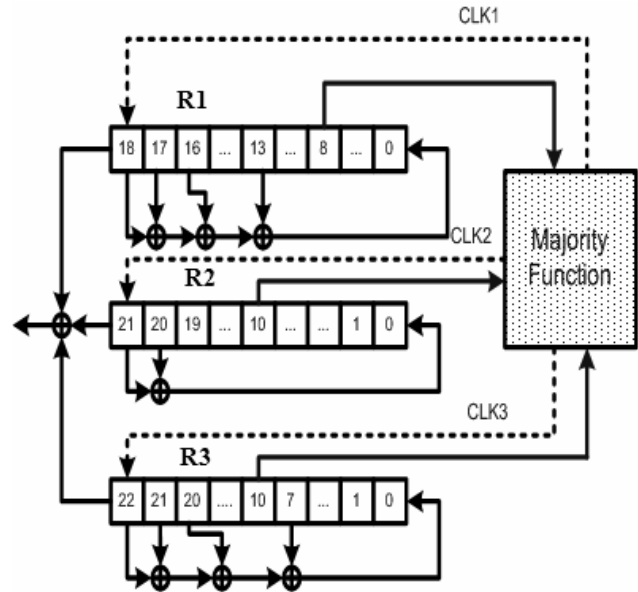 CLK1
R1
18 17 16 ... 13 ... 8 ... 0
CLK2
Majority
Function
R2
21 20 19 ... 10 ... ... 1 0
CLK3
R3
22 21 20 .... 10 7 ... 1 0